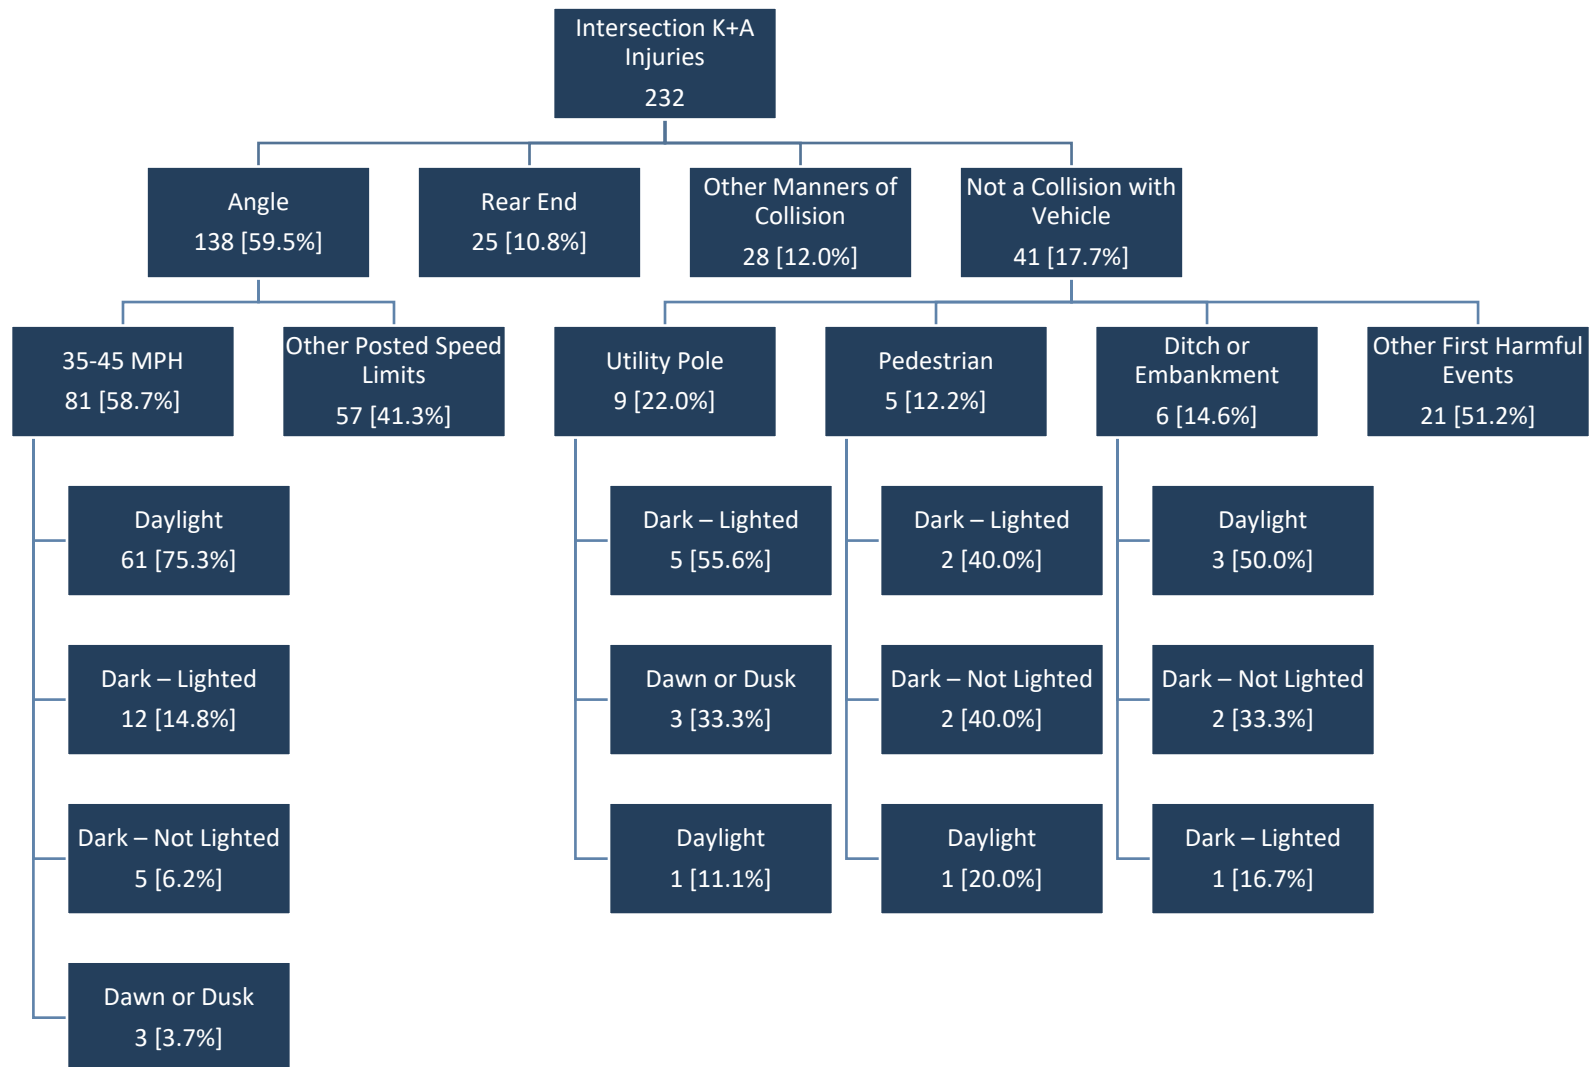 Intersection K+A
Injuries
232
Angle
138 [59.5%]
Rear End
25 [10.8%]
Other Manners of
Collision
28 [12.0%]
Not a Collision with
Vehicle
41 [17.7%]
35-45 MPH
81 [58.7%]
Other Posted Speed
Limits
57 [41.3%]
Utility Pole
9 [22.0%]
Pedestrian
5 [12.2%]
Ditch or
Embankment
6 [14.6%]
Other First Harmful
Events
21 [51.2%]
Daylight
61 [75.3%]
Dark – Lighted
12 [14.8%]
Dark – Not Lighted
5 [6.2%]
Dawn or Dusk
3 [3.7%]
Dark – Lighted
5 [55.6%]
Dawn or Dusk
3 [33.3%]
Daylight
1 [11.1%]
Dark – Lighted
2 [40.0%]
Dark – Not Lighted
2 [40.0%]
Daylight
1 [20.0%]
Daylight
3 [50.0%]
Dark – Not Lighted
2 [33.3%]
Dark – Lighted
1 [16.7%]